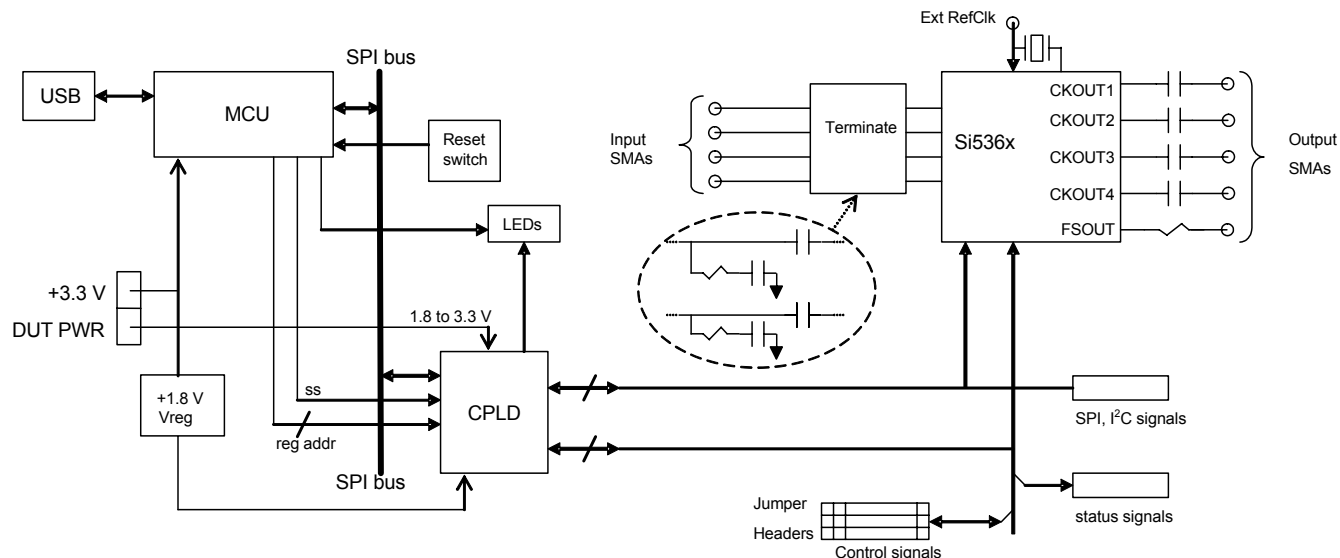 Ext RefClk
SPI bus
USB
MCU
Reset
switch
LEDs
Input
SMAs
Terminate
Si536x
CKOUT1
CKOUT2
CKOUT3
CKOUT4
FSOUT
Output
SMAs
+3.3 V
DUT PWR
1.8 to 3.3 V
+1.8 V
Vreg
ss
reg addr
CPLD
SPI bus
SPI, I²C signals
status signals
Jumper
Headers
Control signals